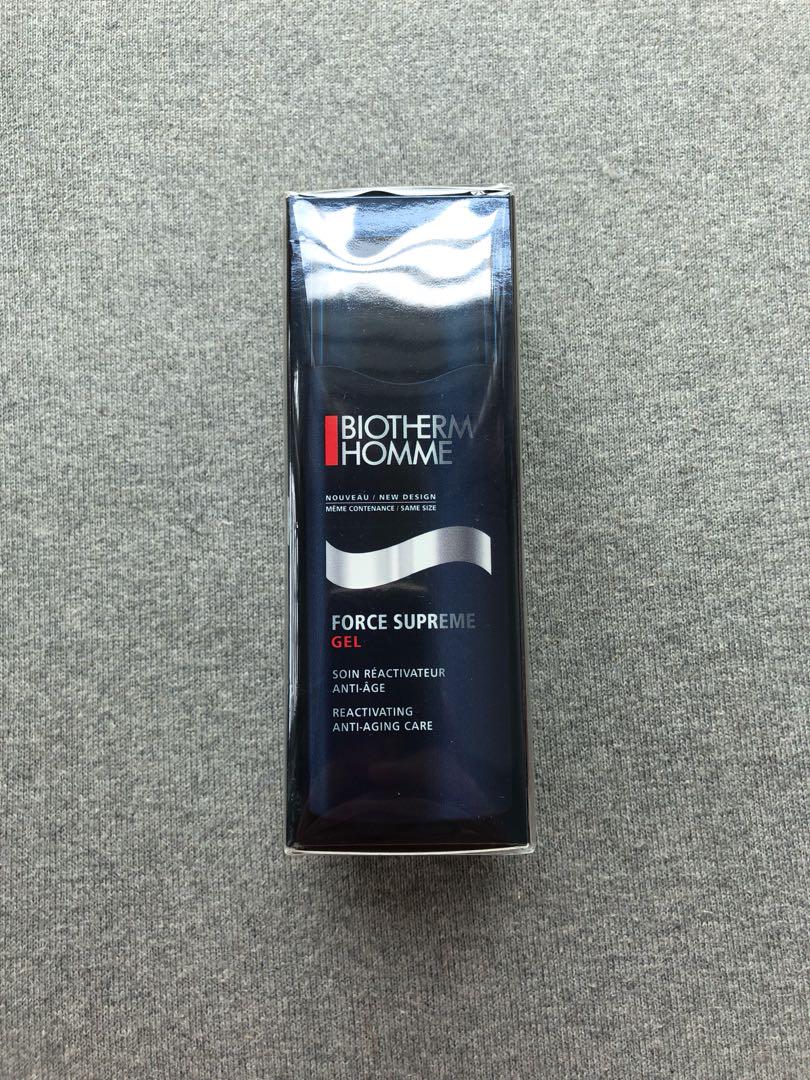 BIOTHERM
HOMME
NOUVEAU / NEW DESIGN
MÊME CONTENANCE / SAME SIZE
FORCE SUPREME
GEL
SOIN RÉACTIVATEUR
ANTI-ÂGE
REACTIVATING
ANTI-AGING CARE